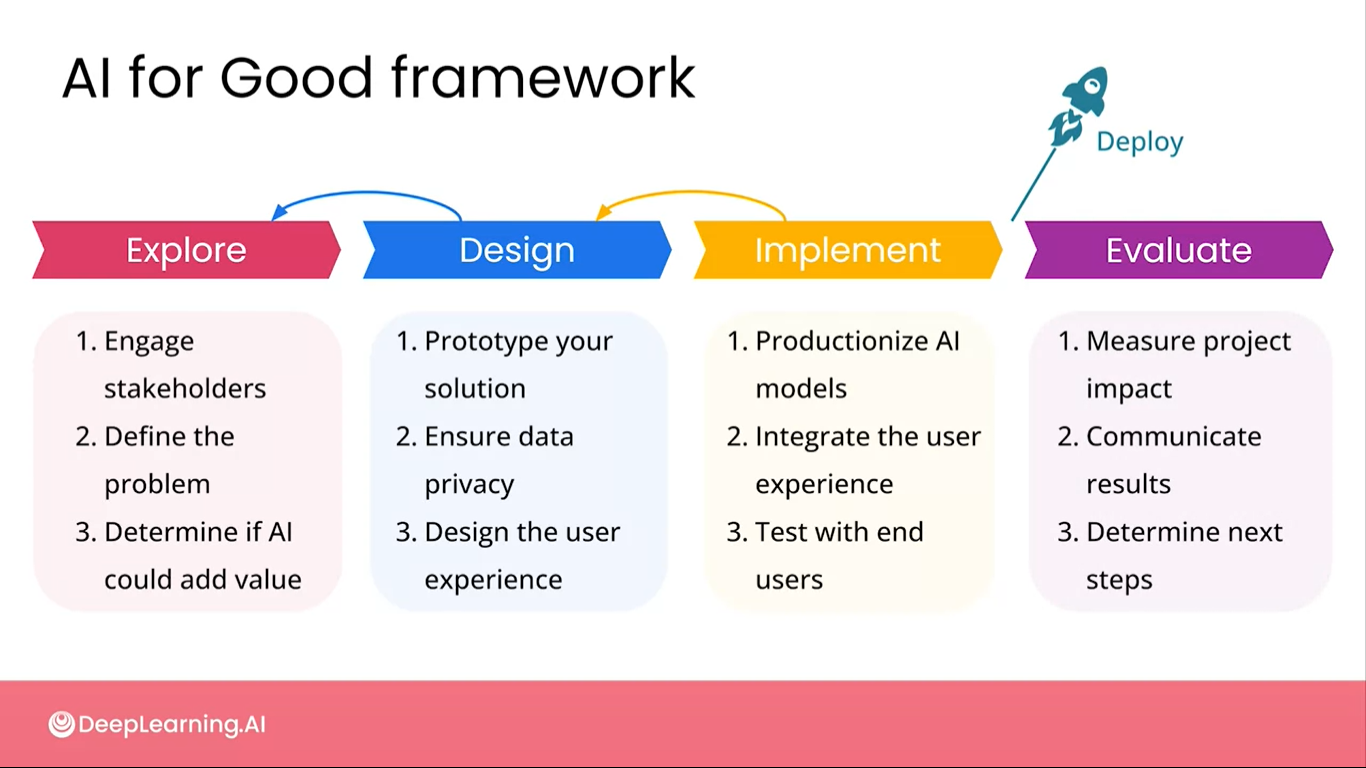 AI for Good framework
Deploy
Explore
Design
Implement
Evaluate
1. Engage
stakeholders
2. Define the
problem
3. Determine if AI
could add value
1. Prototype your
solution
2. Ensure data
privacy
3. Design the user
experience
1. Productionize AI
models
2. Integrate the user
experience
3. Test with end
users
1. Measure project
impact
2. Communicate
results
3. Determine next
steps
DeepLearning.AI